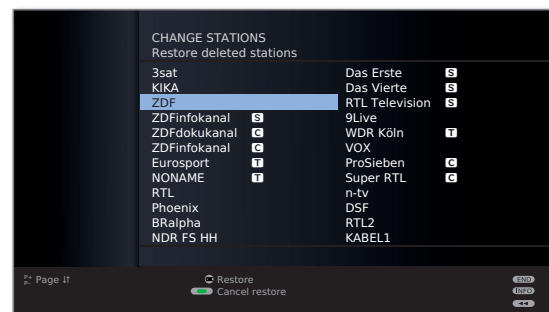 CHANGE STATIONS
Restore deleted stations
3sat
KIKA
ZDF
ZDFinfokanal S
ZDFdokukanal C
ZDFinfokanal C
Eurosport T
NONAME T
RTL
Phoenix
BRalpha
NDR FS HH
Das Erste S
Das Vierte S
RTL Television S
9Live
WDR Köln T
VOX
ProSieben C
Super RTL C
n-tv
DSF
RTL2
KABEL1
P+ P- Page
Restore
Cancel restore
END
INFO